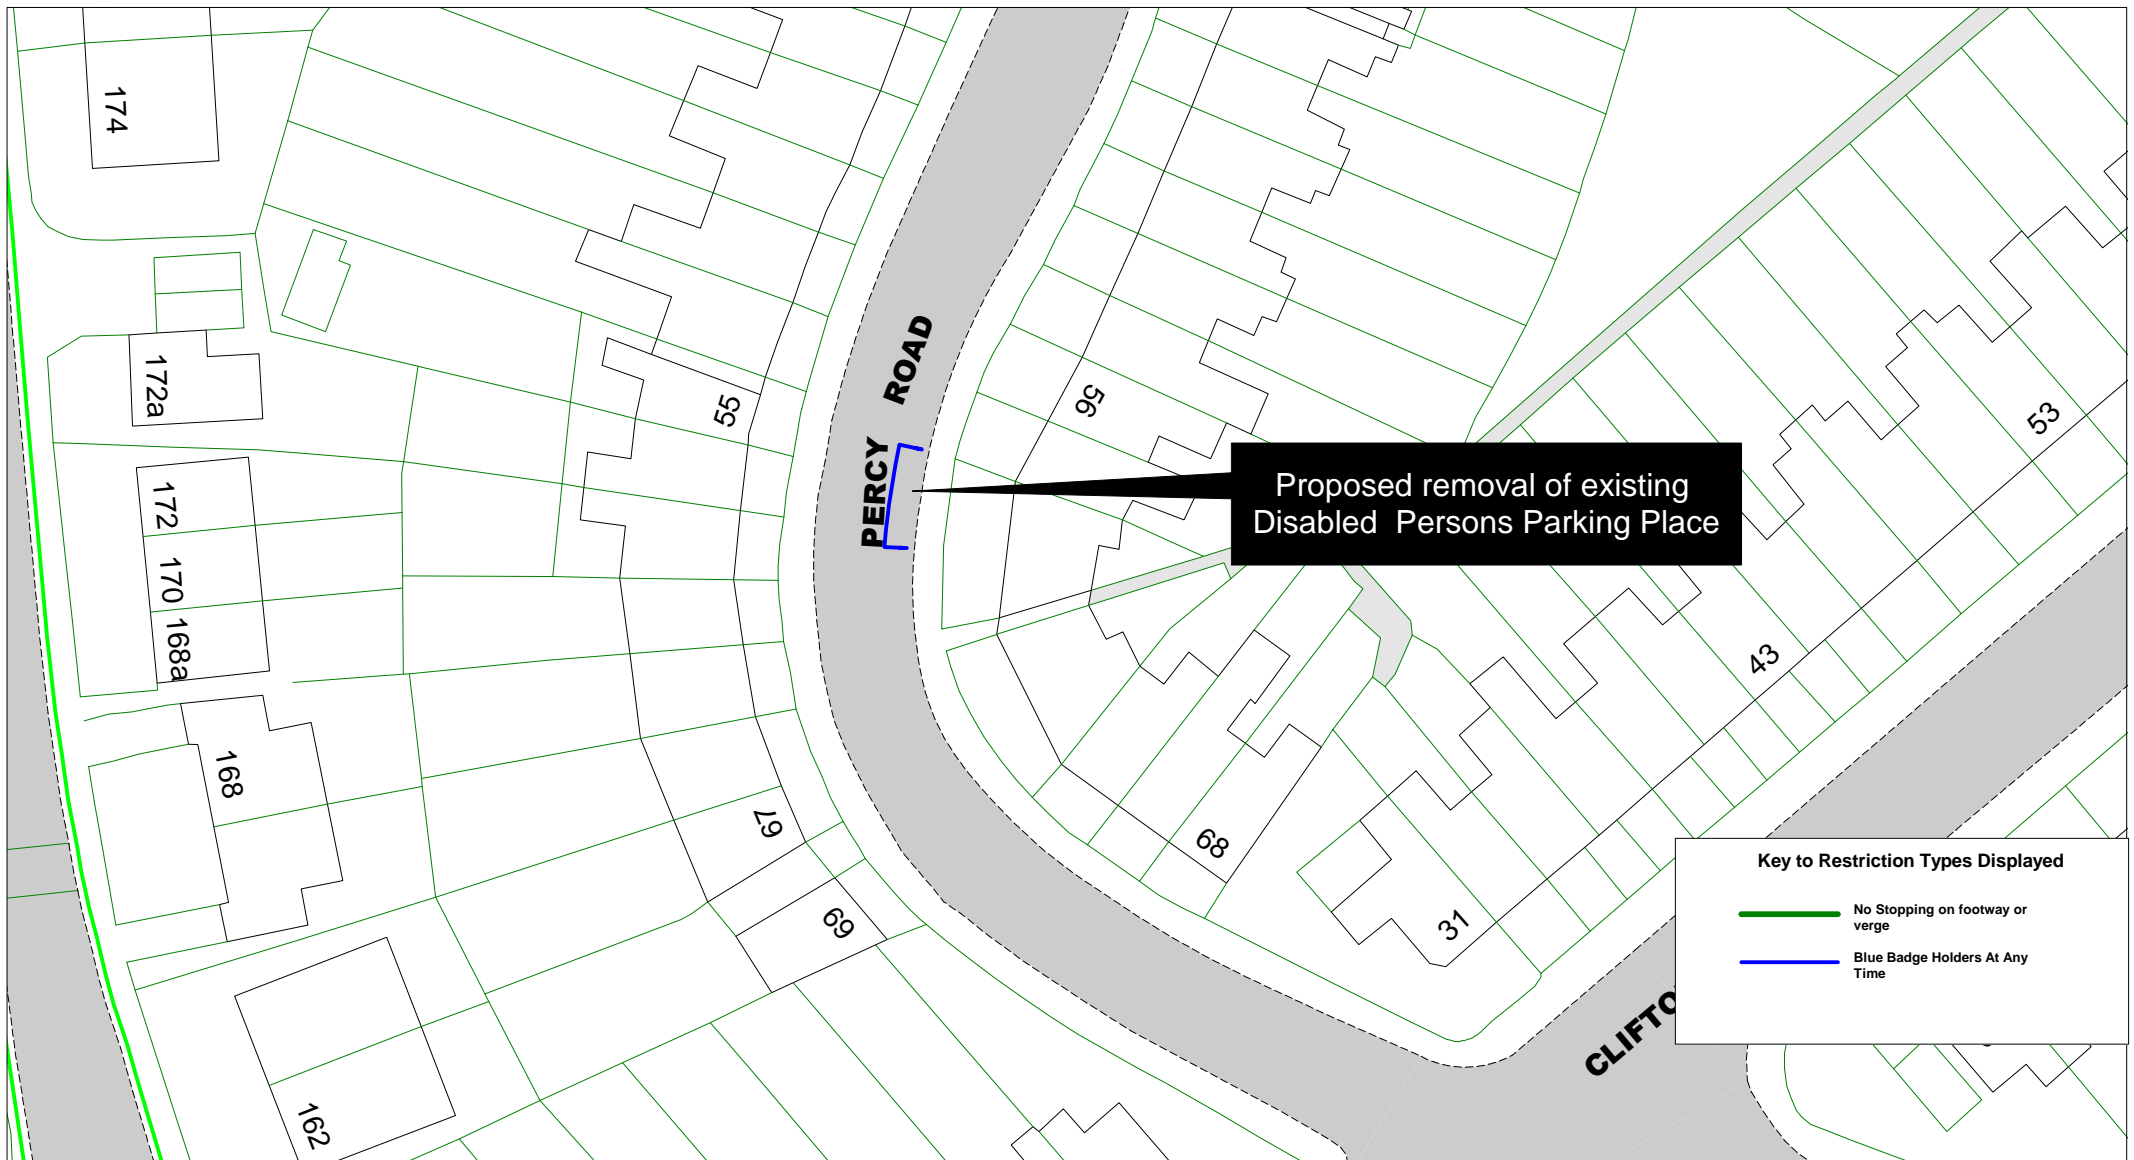 174
172a
172
170
168a
168
162
55
PERCY ROAD
56
67
69
68
31
43
53
Proposed removal of existing
Disabled Persons Parking Place
Key to Restriction Types Displayed
No Stopping on footway or
verge
Blue Badge Holders At Any
Time